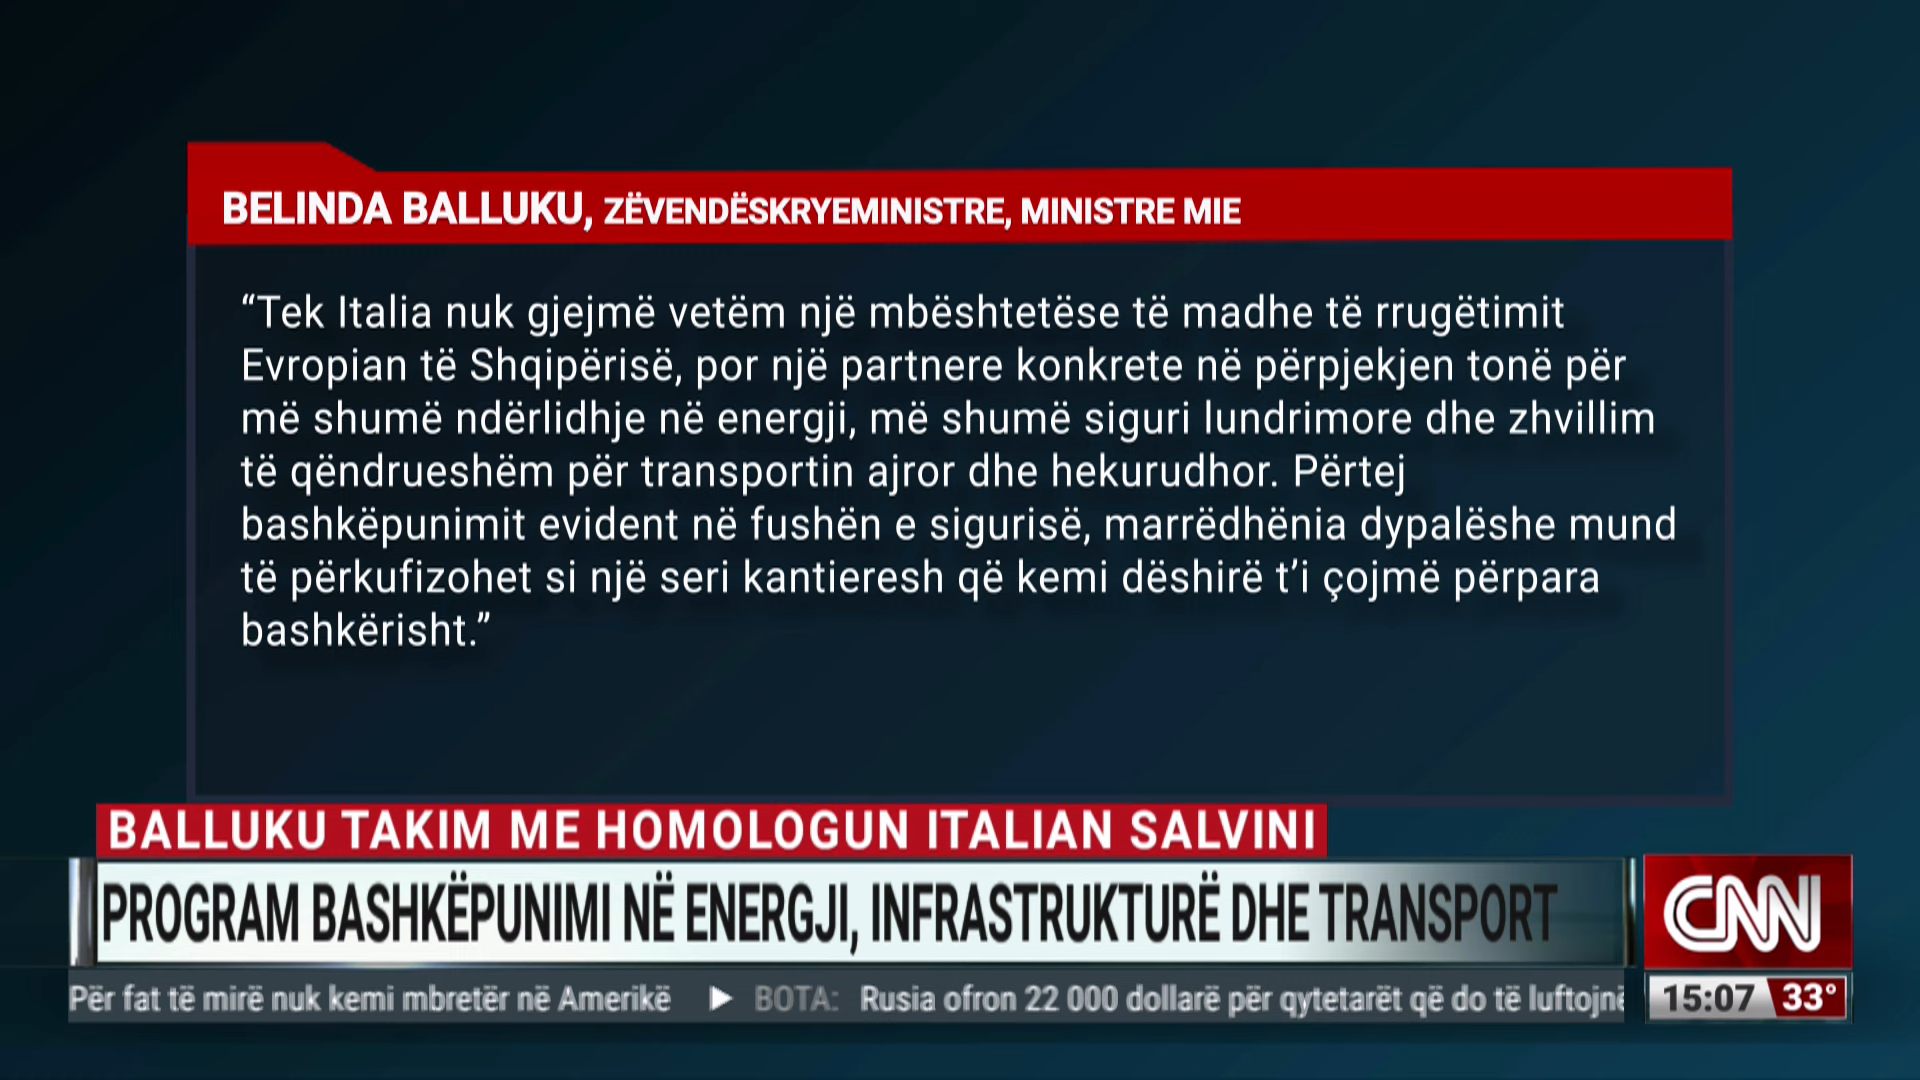 BELINDA BALLUKU, ZËVENDËSKRYEMINISTRE, MINISTRE MIE
“Tek Italia nuk gjejmë vetëm një mbështetëse të madhe të rrugëtimit
Evropian të Shqipërisë, por një partnere konkrete në përpjekjen tonë për
më shumë ndërlidhje në energji, më shumë siguri lundrimore dhe zhvillim
të qëndrueshëm për transportin ajror dhe hekurudhor. Përtej
bashkëpunimit evident në fushën e sigurisë, marrëdhënia dypalëshe mund
të përkufizohet si një seri kantieresh që kemi dëshirë t’i çojmë përpara
bashkërisht.”
BALLUKU TAKIM ME HOMOLOGUN ITALIAN SALVINI
PROGRAM BASHKËPUNIMI NË ENERGJI, INFRASTRUKTURË DHE TRANSPORT
CNN
Për fat të mirë nuk kemi mbretër në Amerikë ▶ BOTA: Rusia ofron 22 000 dollarë për qytetarët që do të luftojnë
15:07 33°